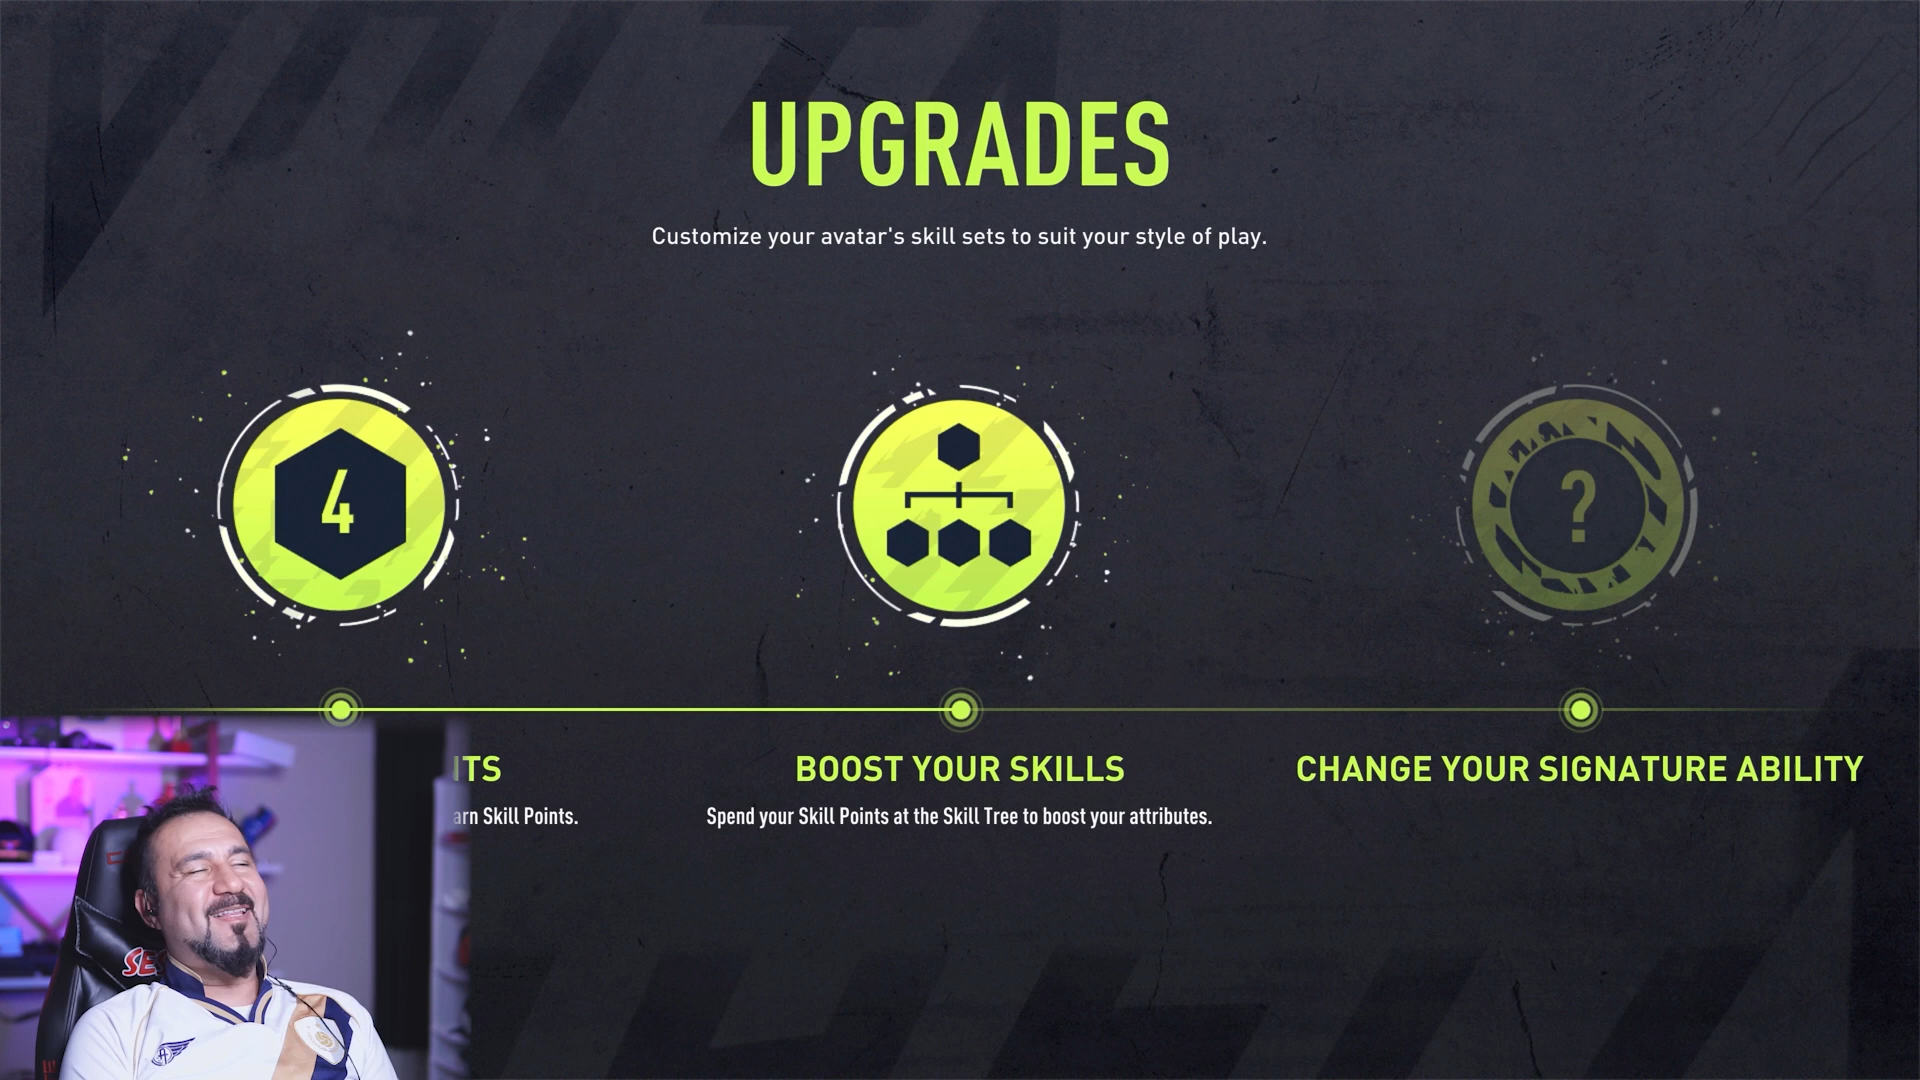 UPGRADES
Customize your avatar's skill sets to suit your style of play.
4
?
ITS
BOOST YOUR SKILLS
CHANGE YOUR SIGNATURE ABILITY
arn Skill Points.
Spend your Skill Points at the Skill Tree to boost your attributes.
SE